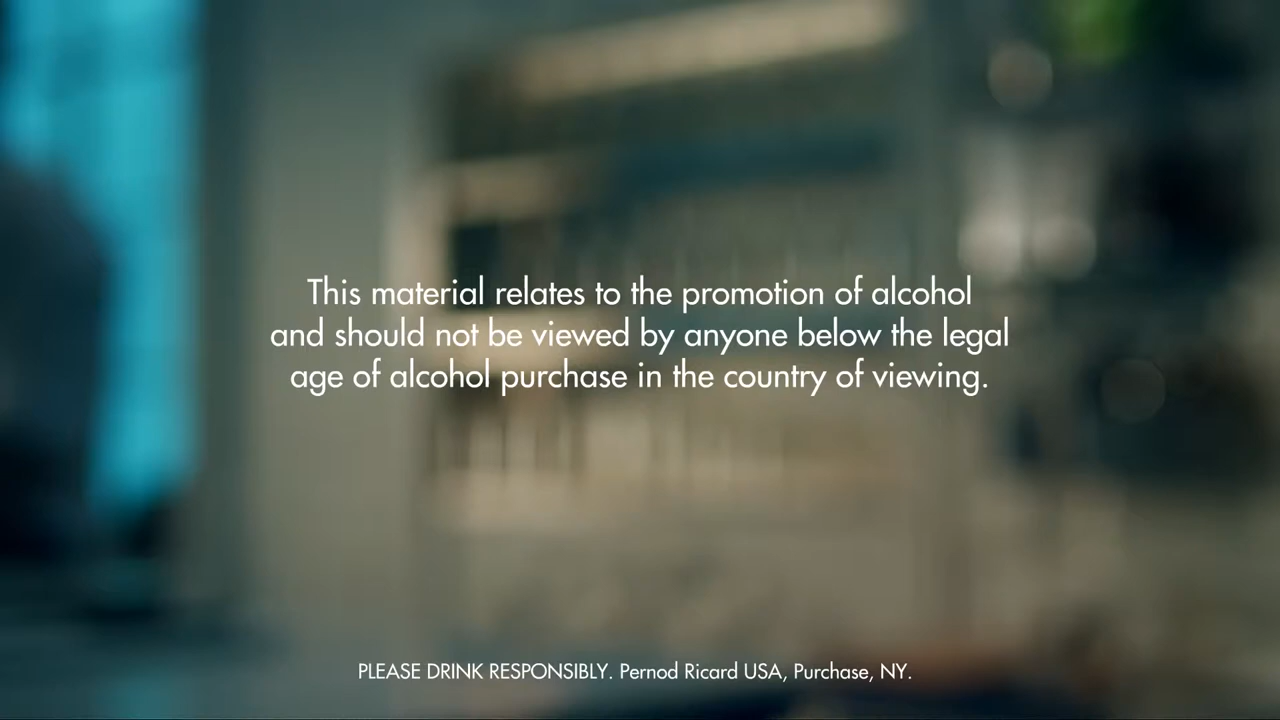 This material relates to the promotion of alcohol
and should not be viewed by anyone below the legal
age of alcohol purchase in the country of viewing.
PLEASE DRINK RESPONSIBLY. Pernod Ricard USA, Purchase, NY.